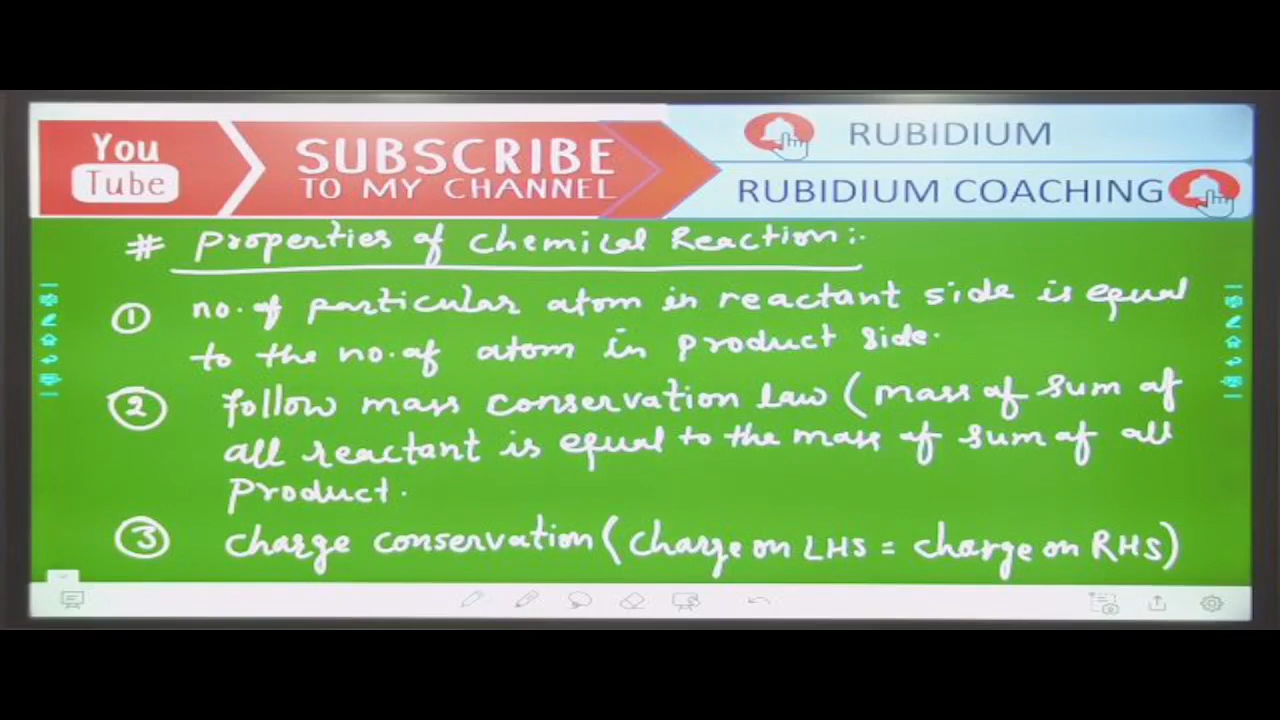 You
Tube
SUBSCRIBE
TO MY CHANNEL
RUBIDIUM
RUBIDIUM COACHING
# Properties of Chemical Reaction:.
① no. of particular atom in reactant side is equal
to the no. of atom in product side.
② follow mass conservation law (mass of sum of
all reactant is equal to the mass of sum of all
product.
③ charge conservation (charge on LHS = charge on RHS)